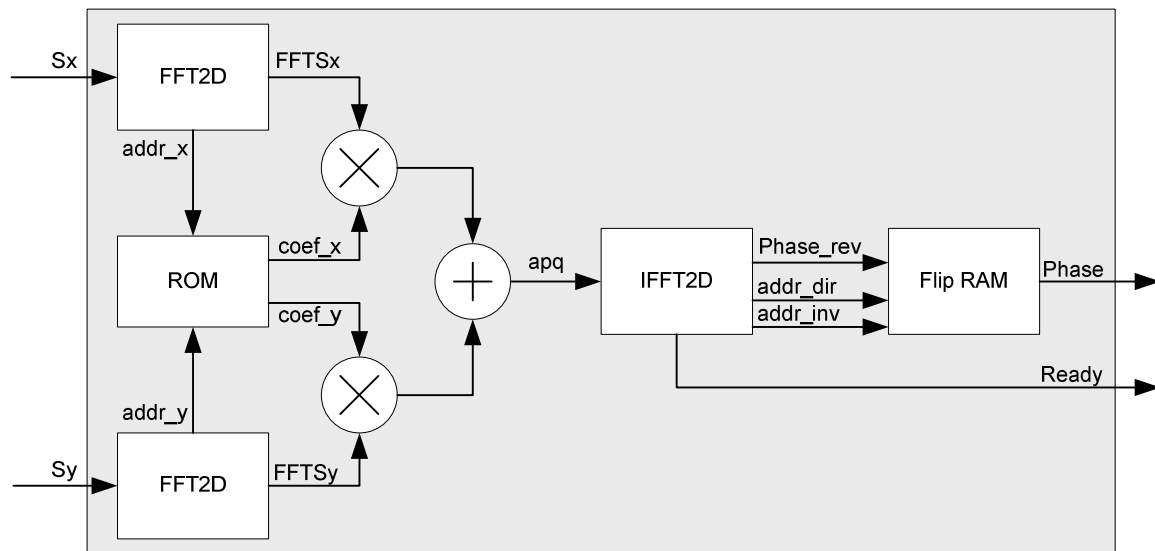 Sx
FFT2D
FFTSx
addr_x
ROM
coef_x
coef_y
addr_y
Sy
FFT2D
FFTSy
apq
IFFT2D
Phase_rev
addr_dir
addr_inv
Flip RAM
Phase
Ready